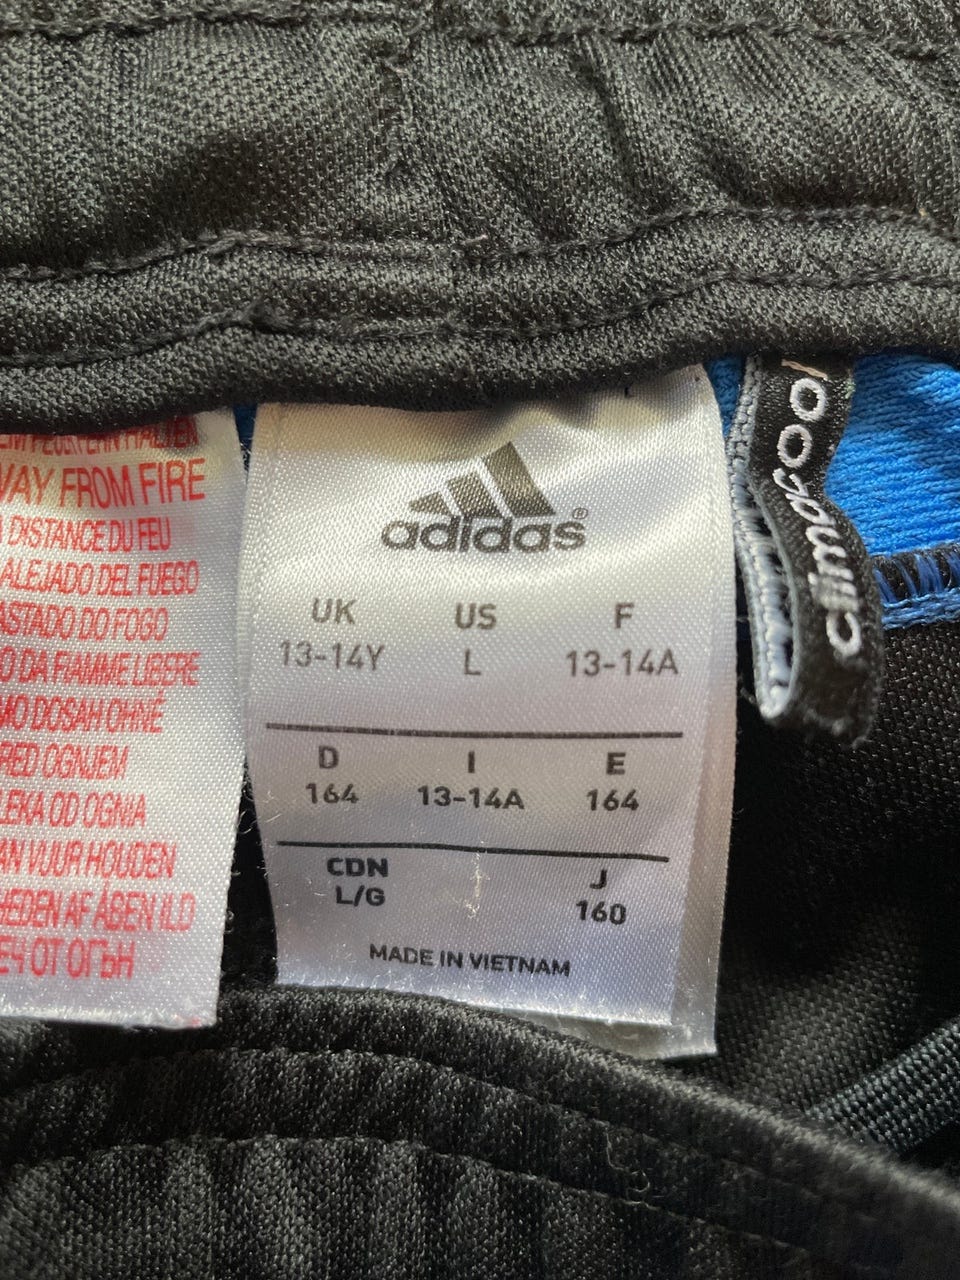 FEUERFERNHALTEN
WAY FROM FIRE
DISTANCE DU FEU
ALEJADO DEL FUEGO
ASTADO DO FOGO
DA FIAMME LIBERE
DOSAH OHNĚ
RED OGNJEM
LEKA OD OGNIA
AN VUUR HOUDEN
HEDEN AF ÅBEN ILD
ЕЧ ОТ ОГЪН
adidas®
UK US F
13-14Y L 13-14A
D I E
164 13-14A 164
CDN J
L/G 160
MADE IN VIETNAM
climacool